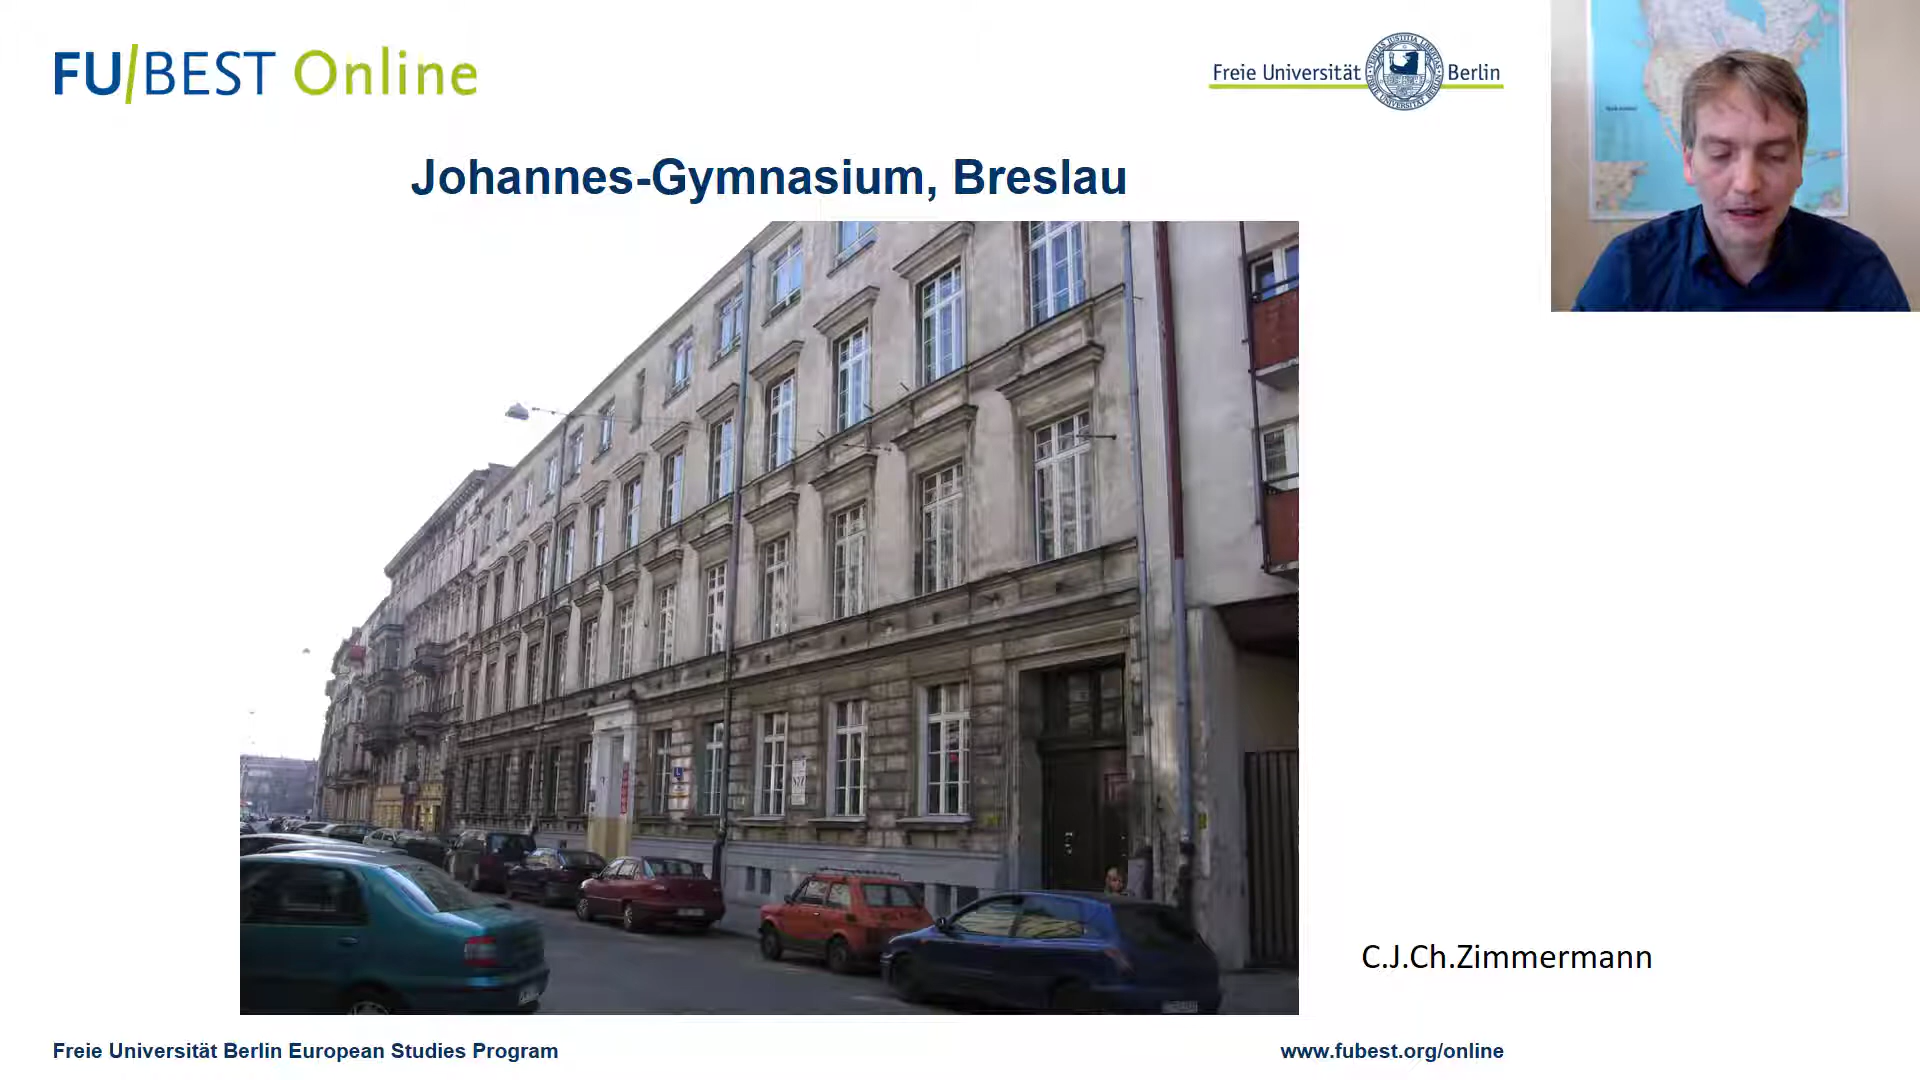 FU/BEST Online
Freie Universität Berlin
Johannes-Gymnasium, Breslau
C.J.Ch.Zimmermann
Freie Universität Berlin European Studies Program
www.fubest.org/online